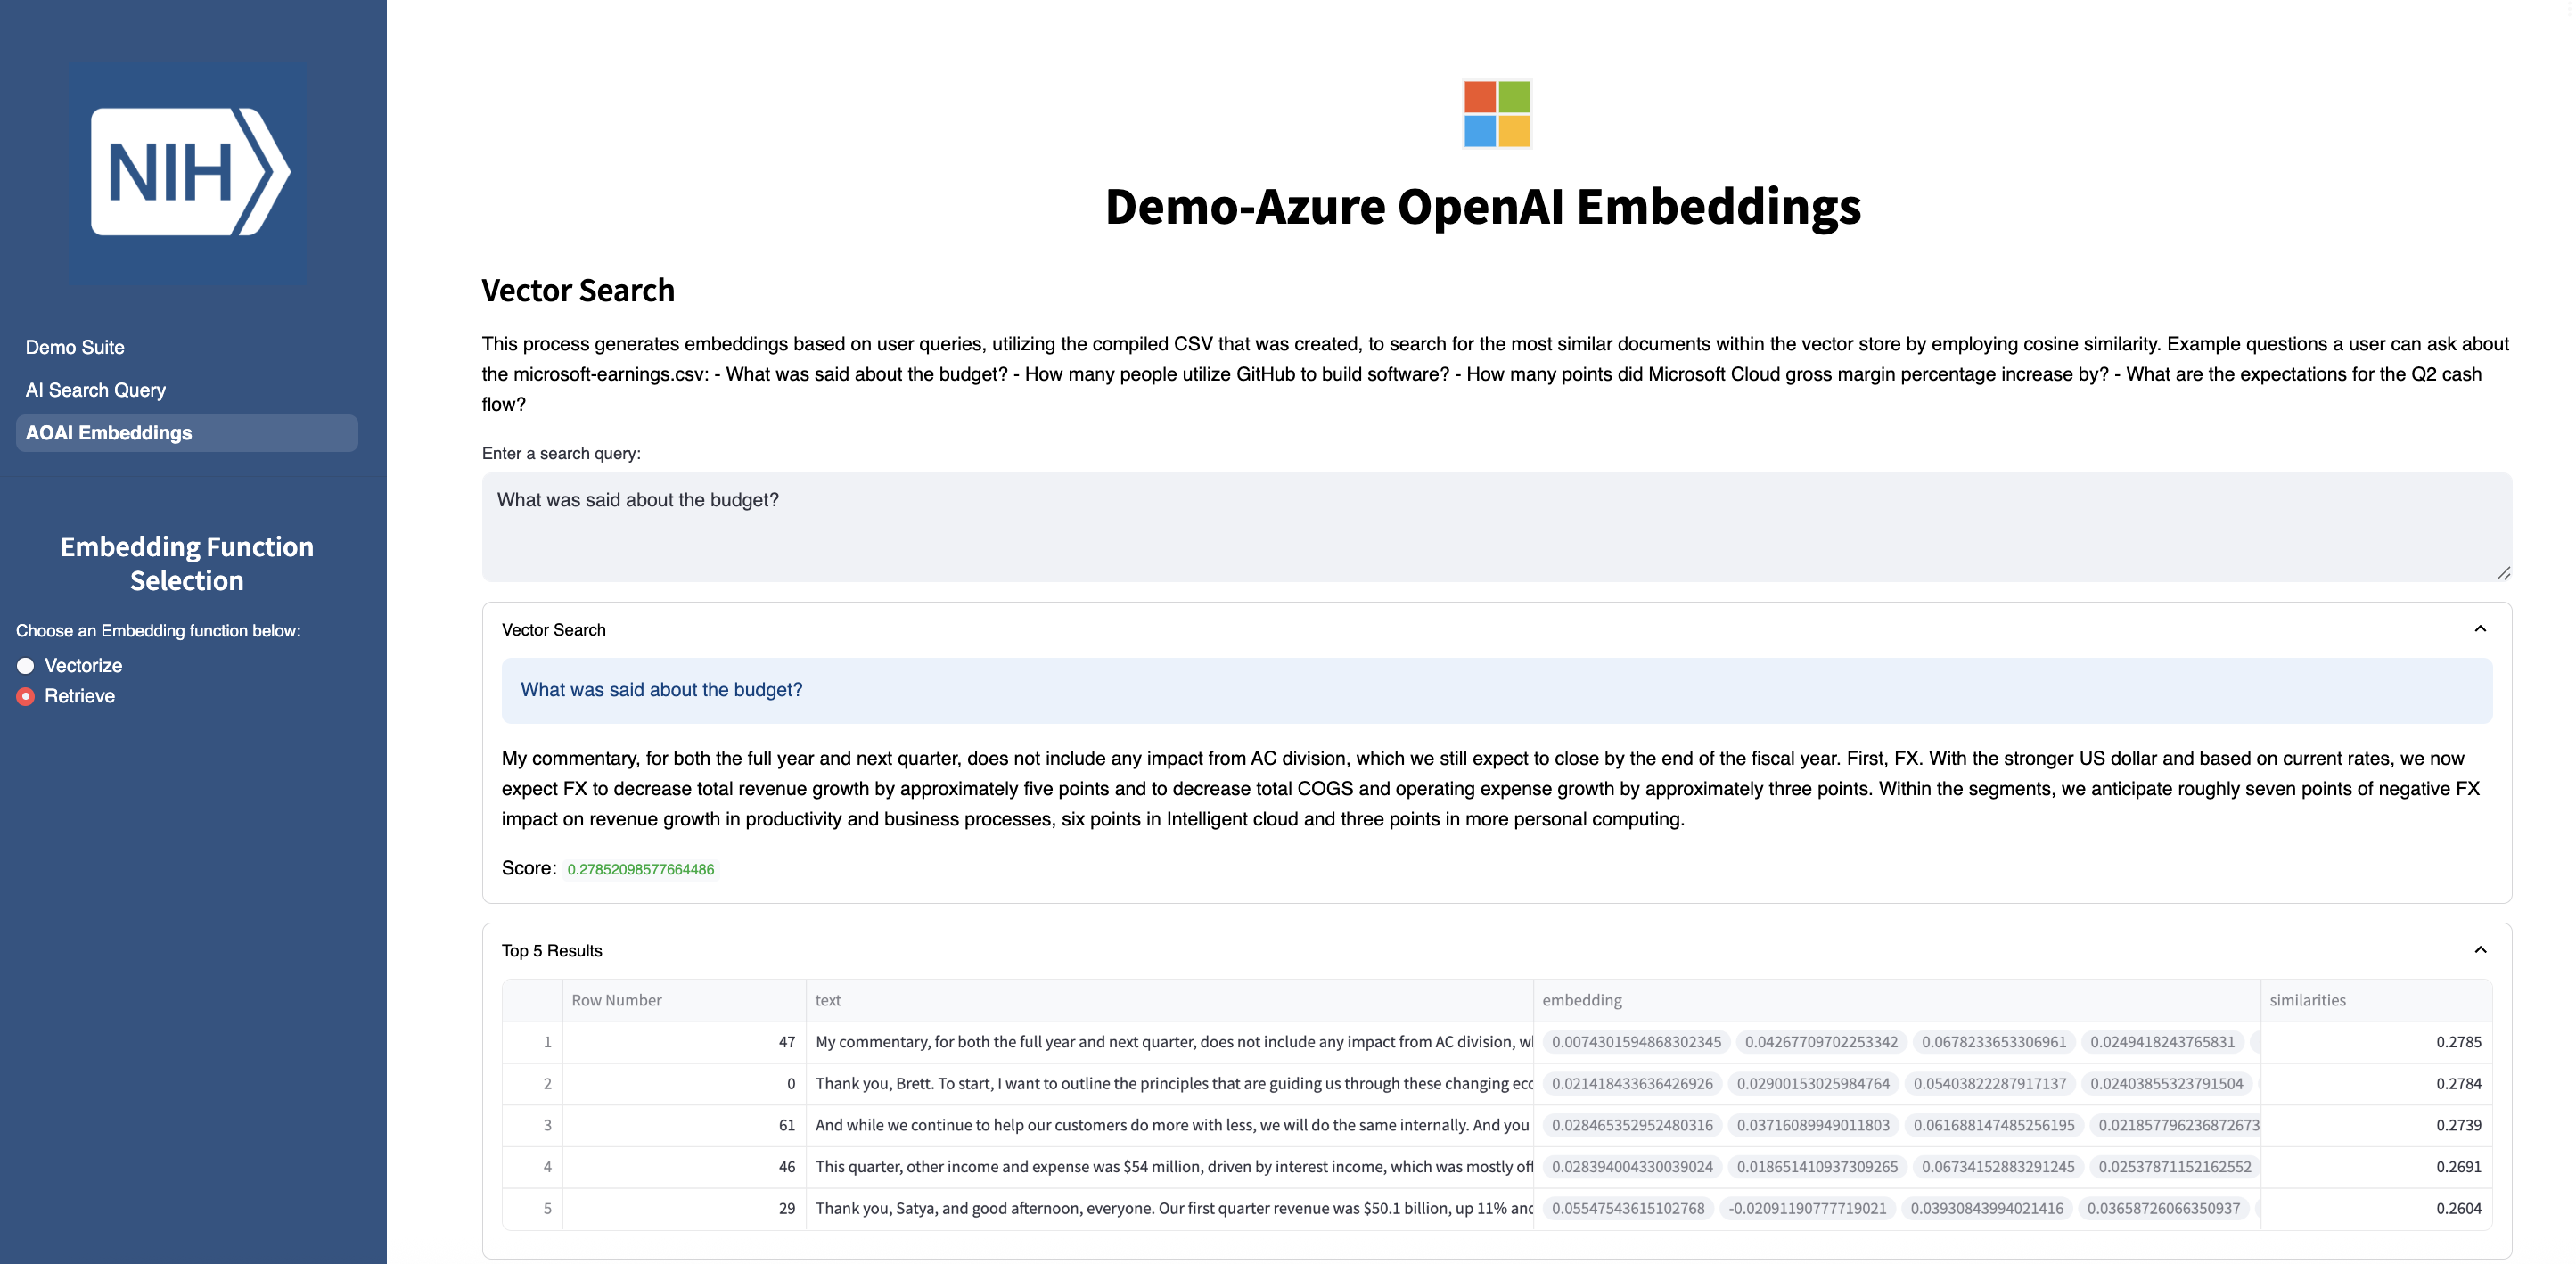 NIH
Demo Suite
AI Search Query
AOAI Embeddings
Embedding Function
Selection
Choose an Embedding function below:
Vectorize
Retrieve
Demo-Azure OpenAI Embeddings
Vector Search
This process generates embeddings based on user queries, utilizing the compiled CSV that was created, to search for the most similar documents within the vector store by employing cosine similarity. Example questions a user can ask about
the microsoft-earnings.csv: - What was said about the budget? - How many people utilize GitHub to build software? - How many points did Microsoft Cloud gross margin percentage increase by? - What are the expectations for the Q2 cash
flow?
Enter a search query:
What was said about the budget?
Vector Search
What was said about the budget?
My commentary, for both the full year and next quarter, does not include any impact from AC division, which we still expect to close by the end of the fiscal year. First, FX. With the stronger US dollar and based on current rates, we now
expect FX to decrease total revenue growth by approximately five points and to decrease total COGS and operating expense growth by approximately three points. Within the segments, we anticipate roughly seven points of negative FX
impact on revenue growth in productivity and business processes, six points in Intelligent cloud and three points in more personal computing.
Score: 0.27852098577664486
Top 5 Results
Row Number text embedding similarities
1 47 My commentary, for both the full year and next quarter, does not include any impact from AC division, 0.0074301594868302345 0.04267709702253342 0.0678233653306961 0.0249418243765831 0.2785
2 0 Thank you, Brett. To start, I want to outline the principles that are guiding us through these changing 0.021418433636426926 0.02900153025984764 0.05403822287917137 0.02403855323791504 0.2784
3 61 And while we continue to help our customers do more with less, we will do the same internally. And you 0.028465352952480316 0.03716089949011803 0.061688147485256195 0.021857796236872673 0.2739
4 46 This quarter, other income and expense was $54 million, driven by interest income, which was mostly 0.028394004330039024 0.018651410937309265 0.06734152883291245 0.02537871152162552 0.2691
5 29 Thank you, Satya, and good afternoon, everyone. Our first quarter revenue was $50.1 billion, up 11% and 0.05547543615102768 -0.02091190777719021 0.03930843994021416 0.03658726066350937 0.2604